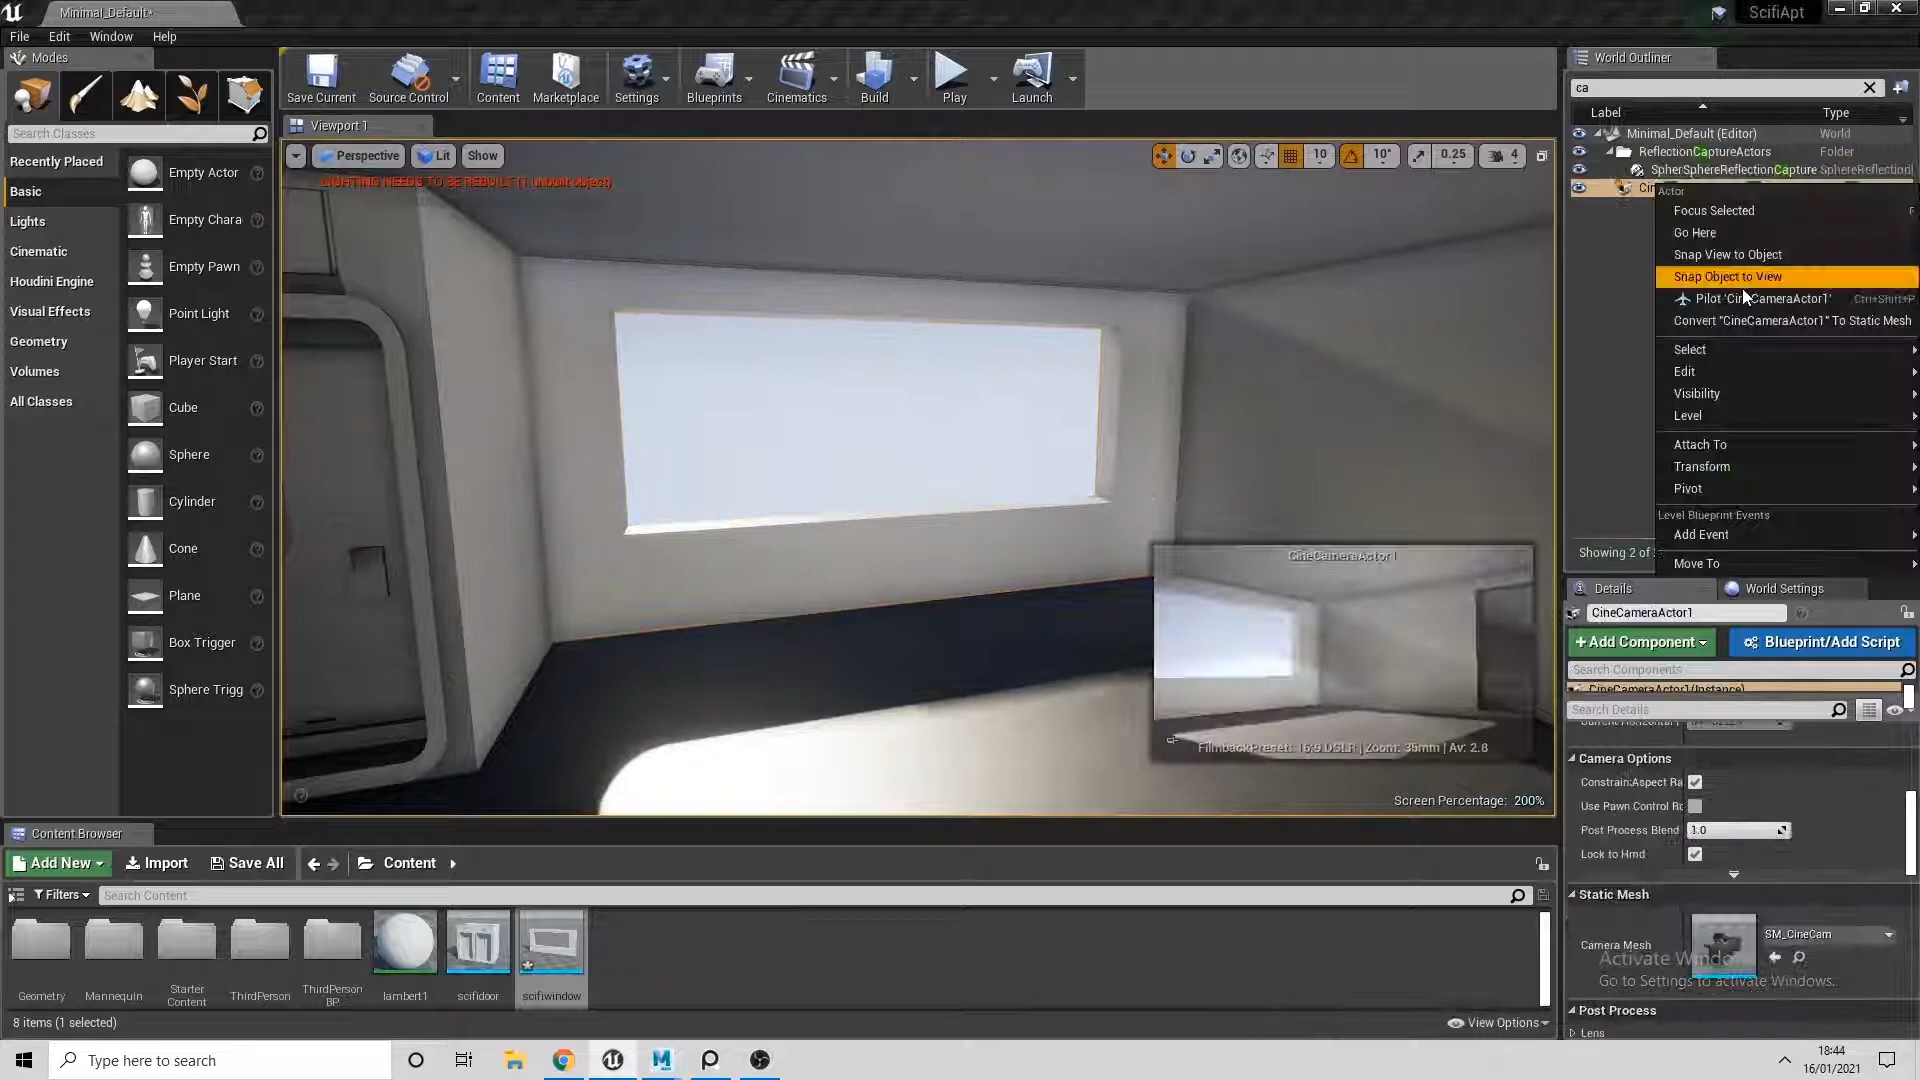 Minimal_Default*
ScifiApt
File Edit Window Help
Modes
Search Classes
Recently Placed
Basic
Lights
Cinematic
Houdini Engine
Visual Effects
Geometry
Volumes
All Classes
Empty Actor
Empty Chara
Empty Pawn
Point Light
Player Start
Cube
Sphere
Cylinder
Cone
Plane
Box Trigger
Sphere Trigg
Save Current
Source Control
Content
Marketplace
Settings
Blueprints
Cinematics
Build
Play
Launch
Viewport 1
Perspective Lit Show
10 10° 0.25 4
LIGHTING NEEDS TO BE REBUILT (1 unbuilt object)
CineCameraActor1
FilmbackPreset: 16:9 DSLR | Zoom: 35mm | Av: 2.8
Screen Percentage: 200%
World Outliner
ca
Label Type
Minimal_Default (Editor) World
ReflectionCaptureActors Folder
SpherSphereReflectionCapture SphereReflection
Cin
Actor
Focus Selected F
Go Here
Snap View to Object
Snap Object to View
Pilot 'CineCameraActor1' Ctrl+Shift+P
Convert "CineCameraActor1" To Static Mesh
Select
Edit
Visibility
Level
Attach To
Transform
Pivot
Level Blueprint Events
Add Event
Move To
Showing 2 of
Details World Settings
CineCameraActor1
+Add Component Blueprint/Add Script
Search Components
CineCameraActor1(Instance)
Search Details
Current Horizontal
Camera Options
Constrain Aspect Ra
Use Pawn Control Ro
Post Process Blend 1.0
Lock to Hmd
Static Mesh
Camera Mesh
SM_CineCam
Activate Windo
Go to Settings to activate Windows.
Post Process
Lens
Content Browser
Add New Import Save All Content
Filters Search Content
Geometry
Mannequin
Starter Content
ThirdPerson
ThirdPerson BP
lambert1
scifidoor
scifiwindow
8 items (1 selected)
View Options
Type here to search
18:44
16/01/2021